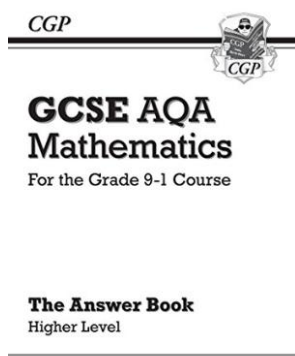 CGP
CGP
GCSE AQA
Mathematics
For the Grade 9-1 Course
The Answer Book
Higher Level